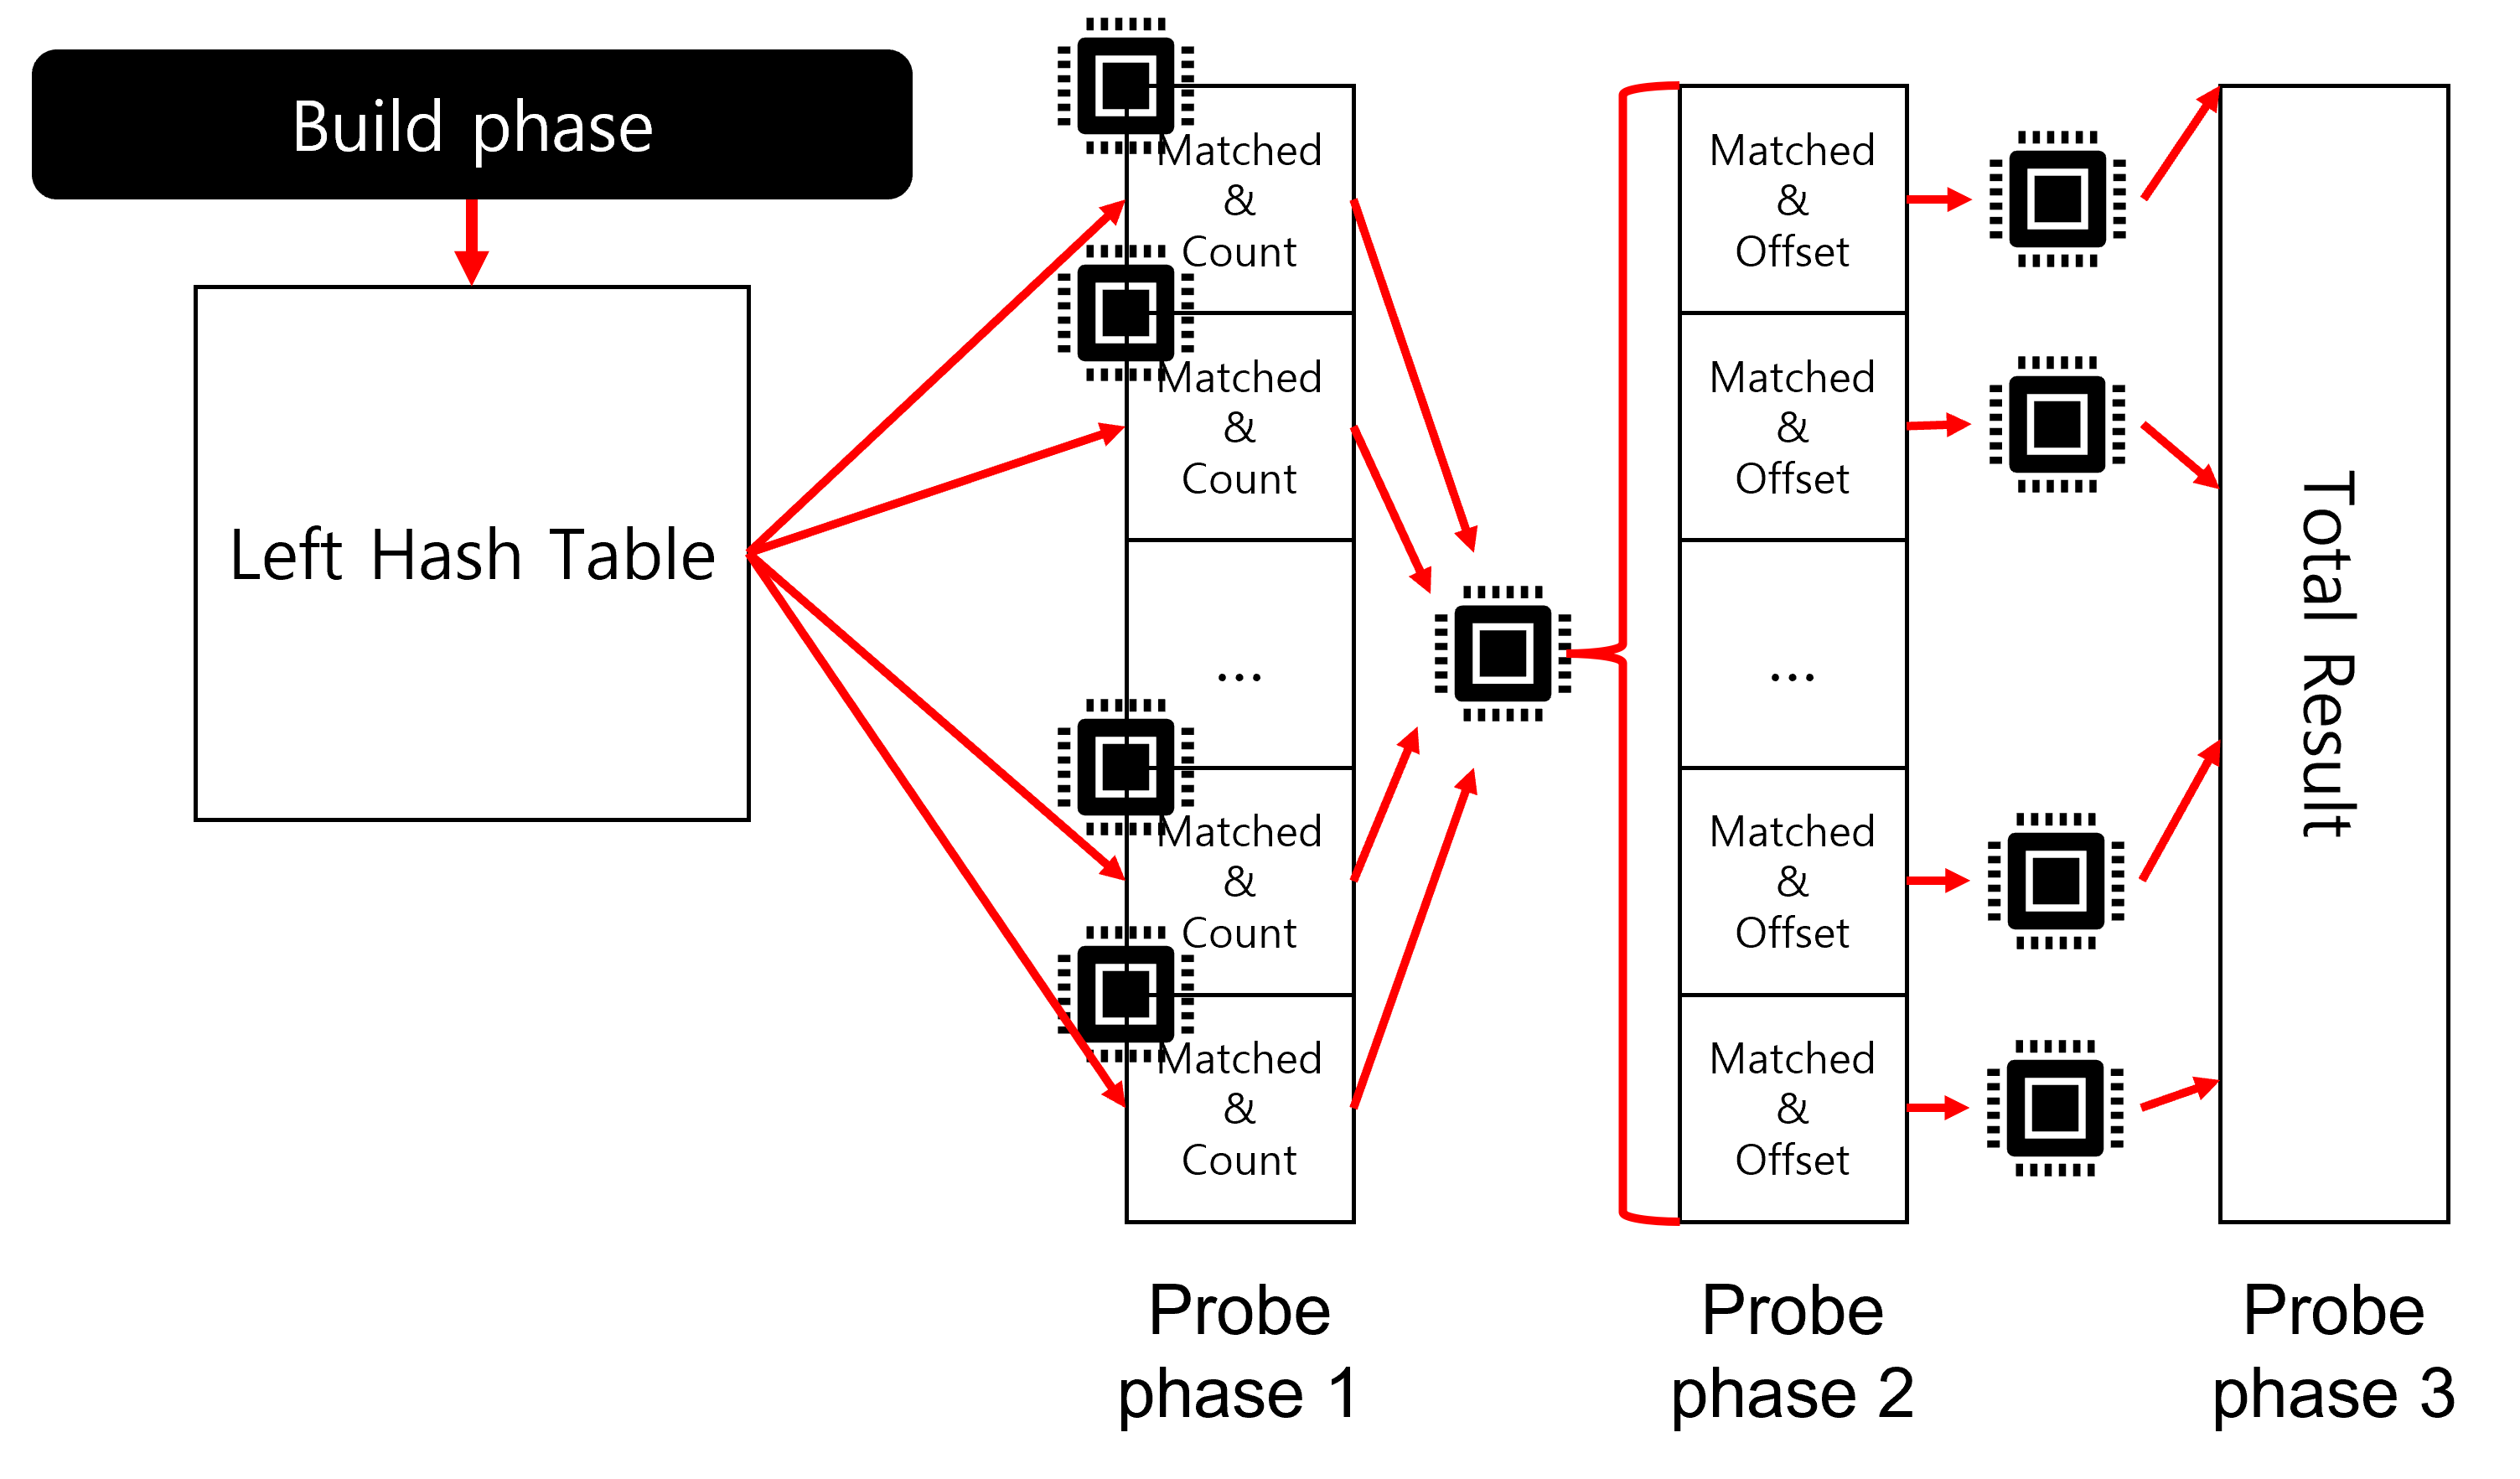 Build phase
Left Hash Table
Matched
&
Count
Matched
&
Count
...
Matched
&
Count
Matched
&
Count
Probe
phase 1
Matched
&
Offset
Matched
&
Offset
...
Matched
&
Offset
Matched
&
Offset
Probe
phase 2
Total Result
Probe
phase 3